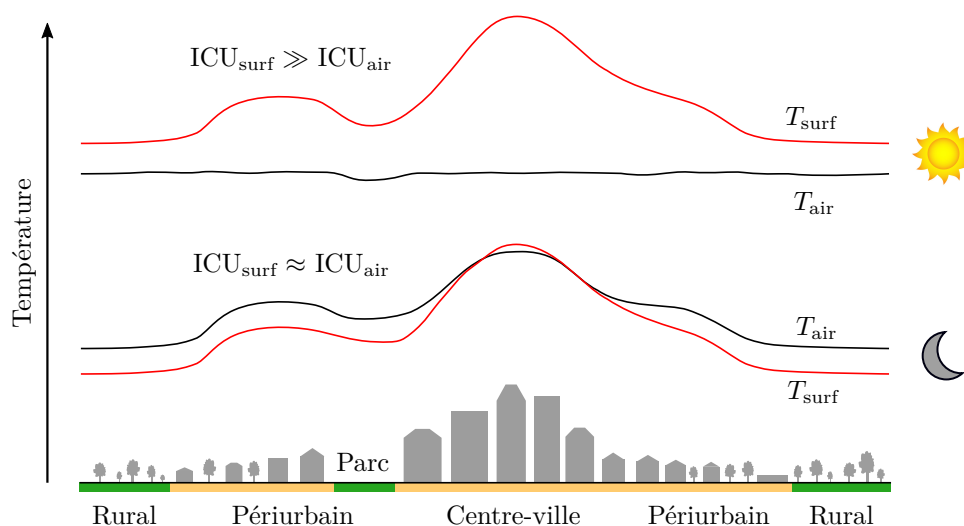 ICU_surf ≫ ICU_air
T_surf
T_air
Température
ICU_surf ≈ ICU_air
T_air
T_surf
Parc
Rural Périurbain Centre-ville Périurbain Rural